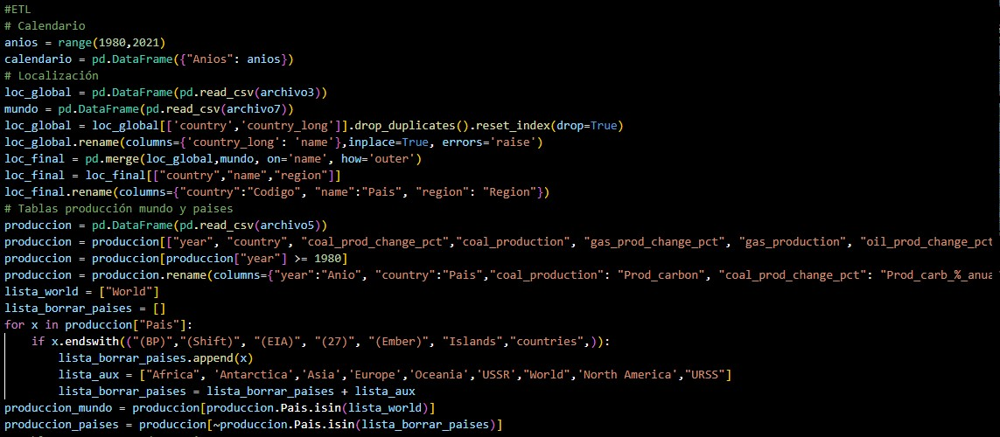 #ETL
# Calendario
anios = range(1980,2021)
calendario = pd.DataFrame({"Anios": anios})
# Localización
loc_global = pd.DataFrame(pd.read_csv(archivo3))
mundo = pd.DataFrame(pd.read_csv(archivo7))
loc_global = loc_global[['country','country_long']].drop_duplicates().reset_index(drop=True)
loc_global.rename(columns={'country_long': 'name'},inplace=True, errors='raise')
loc_final = pd.merge(loc_global,mundo, on='name', how='outer')
loc_final = loc_final[["country","name","region"]]
loc_final.rename(columns={"country":"Codigo", "name":"Pais", "region": "Region"})
# Tablas producción mundo y paises
produccion = pd.DataFrame(pd.read_csv(archivo5))
produccion = produccion[["year", "country", "coal_prod_change_pct","coal_production", "gas_prod_change_pct", "gas_production", "oil_prod_change_pct
produccion = produccion[produccion["year"] >= 1980]
produccion = produccion.rename(columns={"year":"Anio", "country":"Pais","coal_production": "Prod_carbon", "coal_prod_change_pct": "Prod_carb_%_anua
lista_world = ["World"]
lista_borrar_paises = []
for x in produccion["Pais"]:
    if x.endswith(("(BP)","(Shift)", "(EIA)", "(27)", "(Ember)", "Islands","countries",)):
        lista_borrar_paises.append(x)
        lista_aux = ["Africa", 'Antarctica','Asia','Europe','Oceania','USSR',"World",'North America',"URSS"]
        lista_borrar_paises = lista_borrar_paises + lista_aux
produccion_mundo = produccion[produccion.Pais.isin(lista_world)]
produccion_paises = produccion[~produccion.Pais.isin(lista_borrar_paises)]